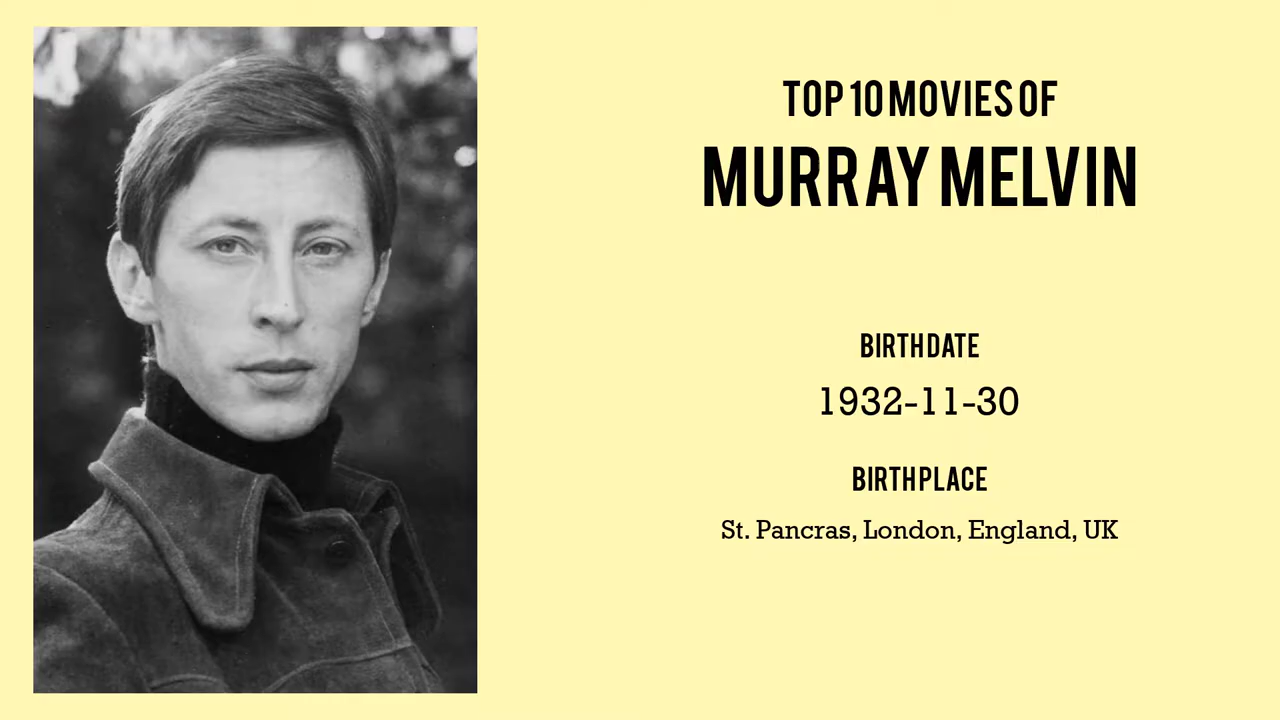 TOP 10 MOVIES OF
MURRAY MELVIN
BIRTHDATE
1932-11-30
BIRTHPLACE
St. Pancras, London, England, UK